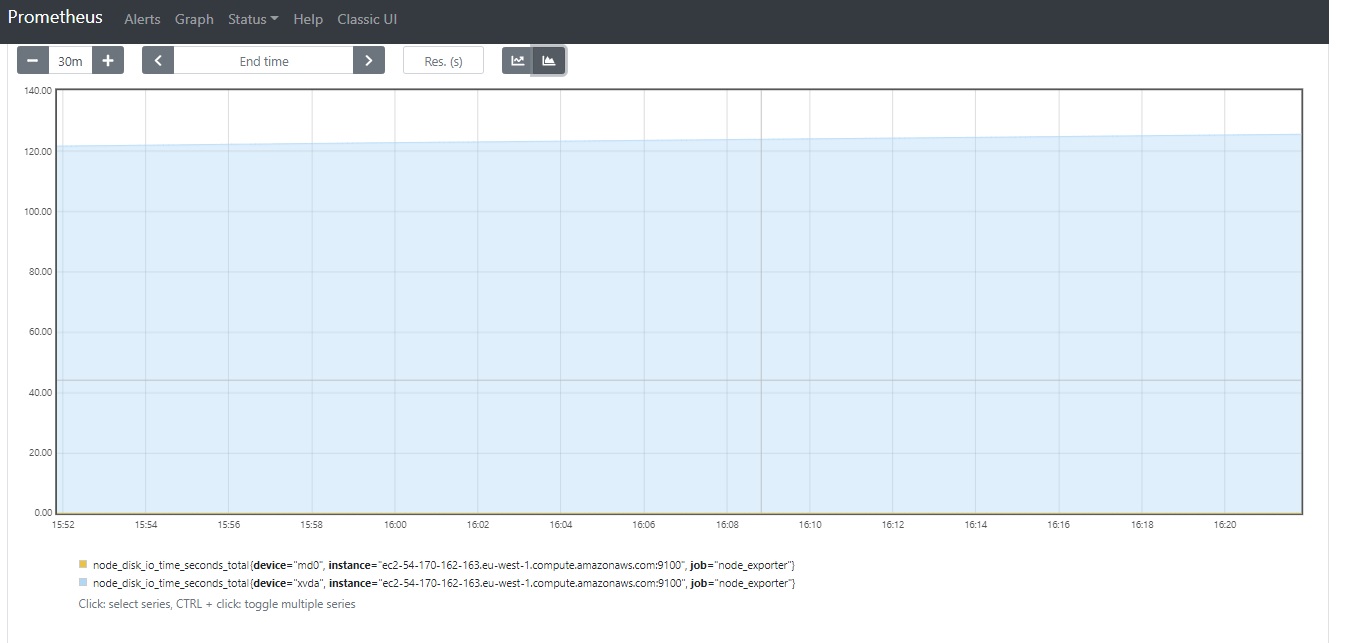 Prometheus Alerts Graph Status Help Classic UI
30m End time Res. (s)
140.00
120.00
100.00
80.00
60.00
40.00
20.00
0.00
15:52 15:54 15:56 15:58 16:00 16:02 16:04 16:06 16:08 16:10 16:12 16:14 16:16 16:18 16:20
node_disk_io_time_seconds_total{device="md0", instance="ec2-54-170-162-163.eu-west-1.compute.amazonaws.com:9100", job="node_exporter"}
node_disk_io_time_seconds_total{device="xvda", instance="ec2-54-170-162-163.eu-west-1.compute.amazonaws.com:9100", job="node_exporter"}
Click: select series, CTRL + click: toggle multiple series